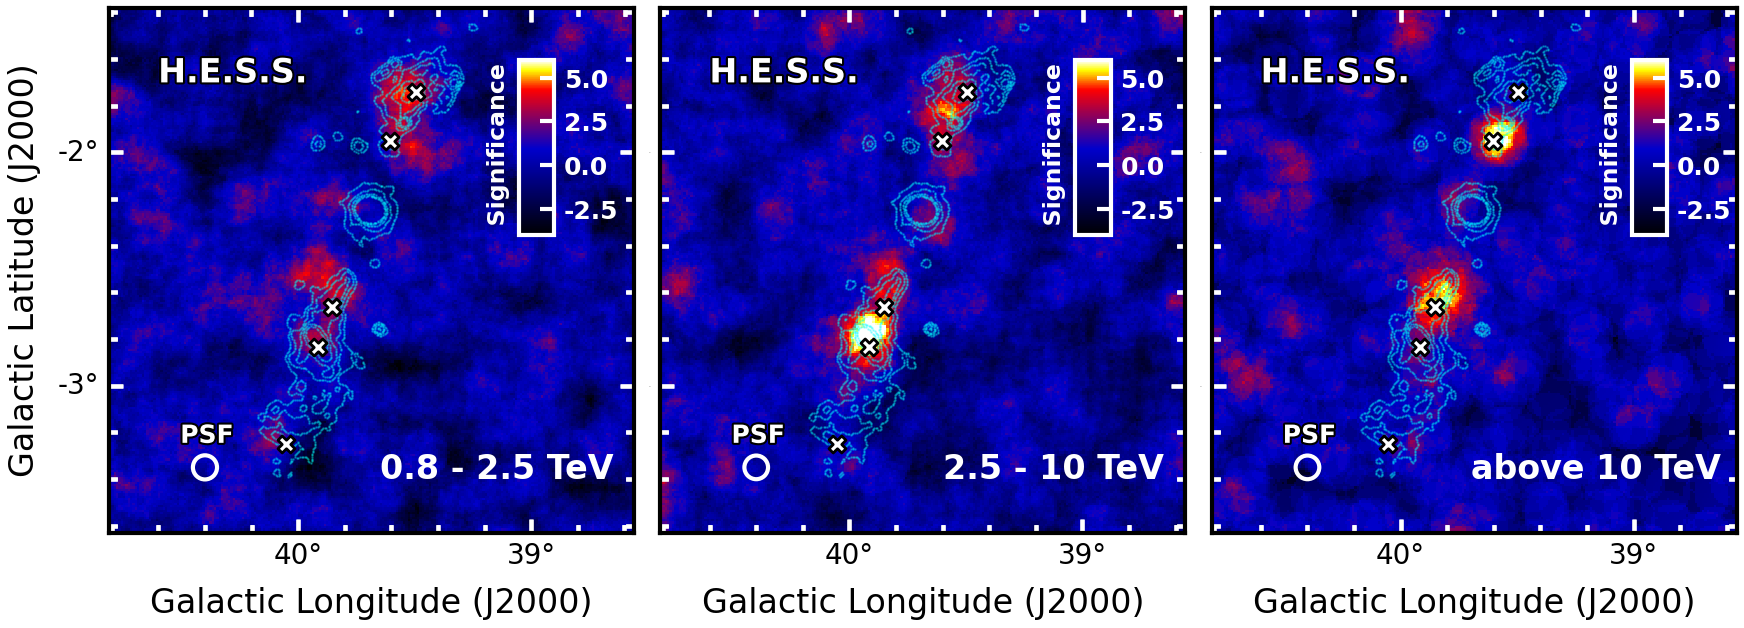 Galactic Latitude (J2000)
-2°
-3°
H.E.S.S.
Significance
5.0
2.5
0.0
-2.5
PSF
0.8 - 2.5 TeV
40°
39°
Galactic Longitude (J2000)
H.E.S.S.
Significance
5.0
2.5
0.0
-2.5
PSF
2.5 - 10 TeV
40°
39°
Galactic Longitude (J2000)
H.E.S.S.
Significance
5.0
2.5
0.0
-2.5
PSF
above 10 TeV
40°
39°
Galactic Longitude (J2000)